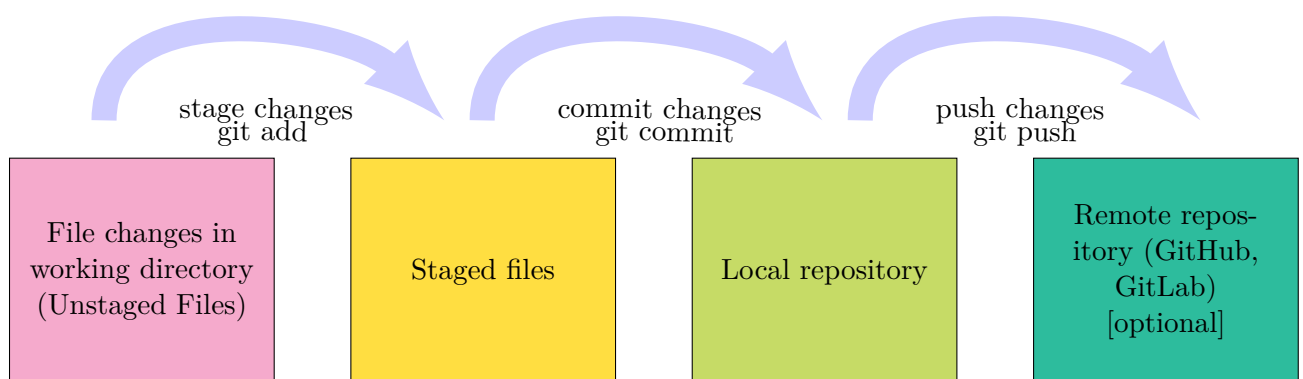 stage changes
git add
commit changes
git commit
push changes
git push
File changes in
working directory
(Unstaged Files)
Staged files
Local repository
Remote repos-
itory (GitHub,
GitLab)
[optional]